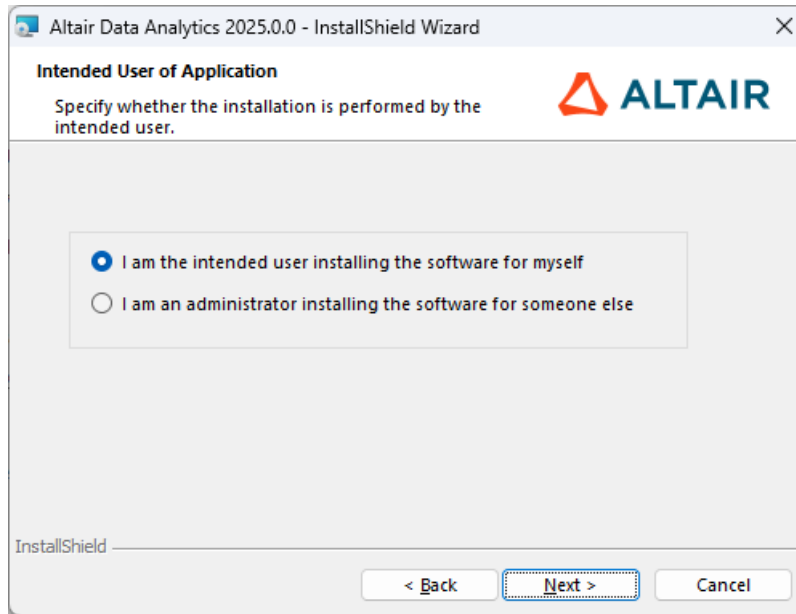 Altair Data Analytics 2025.0.0 - InstallShield Wizard
Intended User of Application
Specify whether the installation is performed by the
intended user.
ALTAIR
I am the intended user installing the software for myself
I am an administrator installing the software for someone else
InstallShield
< Back
Next >
Cancel